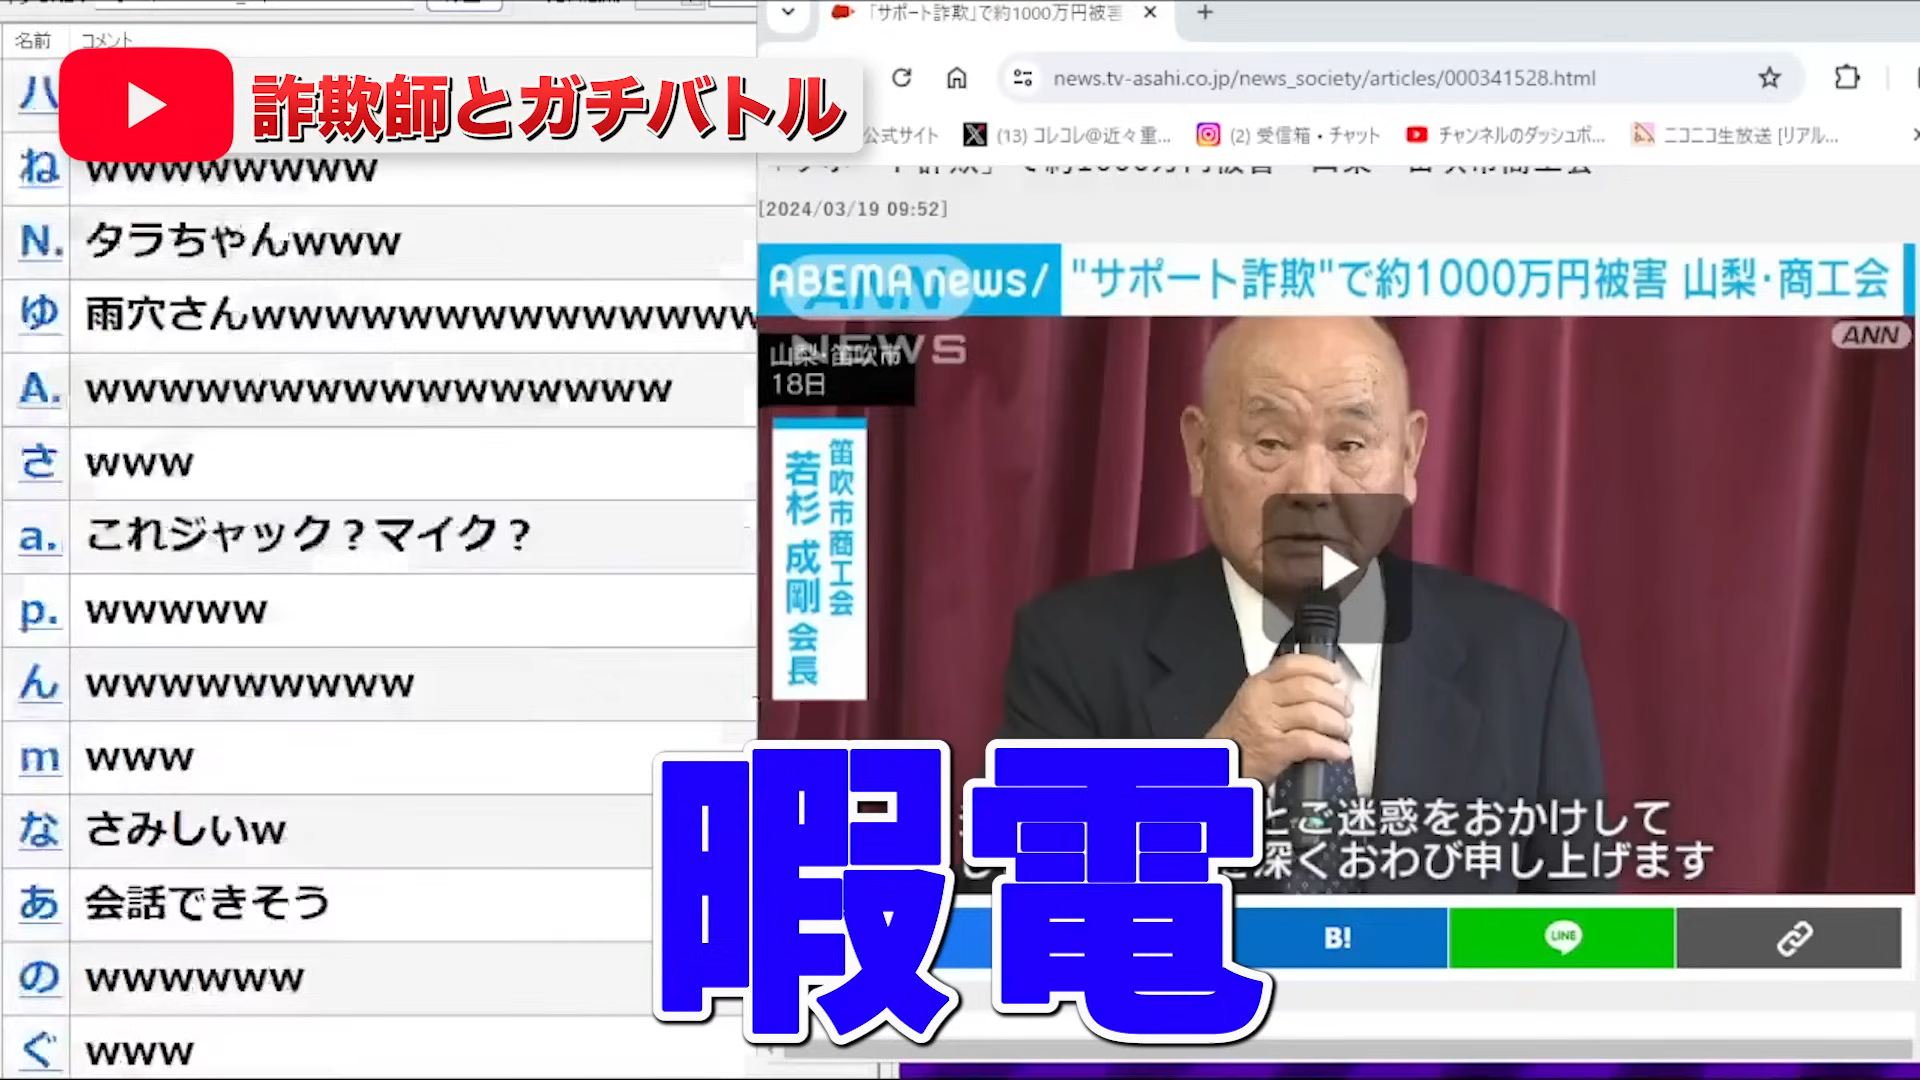 名前 コメント
詐欺師とガチバトル
ハ
ね wwwwwwwww
N. タラちゃんwww
ゆ 雨穴さんwwwwwwwwwwwwww
A. wwwwwwwwwwwwwwww
さ www
a. これジャック？マイク？
p. wwwww
ん wwwwwwwww
m www
な さみしいw
あ 会話できそう
の wwwwww
ぐ www
「サポート詐欺」で約1000万円被害
news.tv-asahi.co.jp/news_society/articles/000341528.html
公式サイト (13) コレコレ@近々重... (2) 受信箱・チャット チャンネルのダッシュボ... ニコニコ生放送 [リアル...
[2024/03/19 09:52]
ABEMA news/ "サポート詐欺"で約1000万円被害 山梨・商工会
ANN NEWS
ANN
山梨・笛吹市
18日
笛吹市商工会
若杉 成剛 会長
とご迷惑をおかけして
深くおわび申し上げます
暇電
B!
LINE